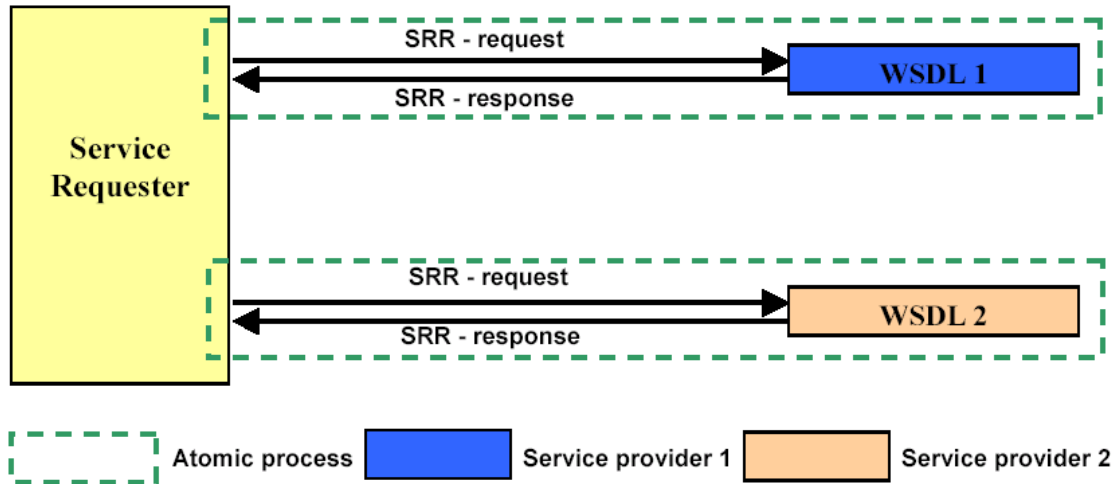 SRR - request
WSDL 1
SRR - response
Service
Requester
SRR - request
WSDL 2
SRR - response
Atomic process
Service provider 1
Service provider 2